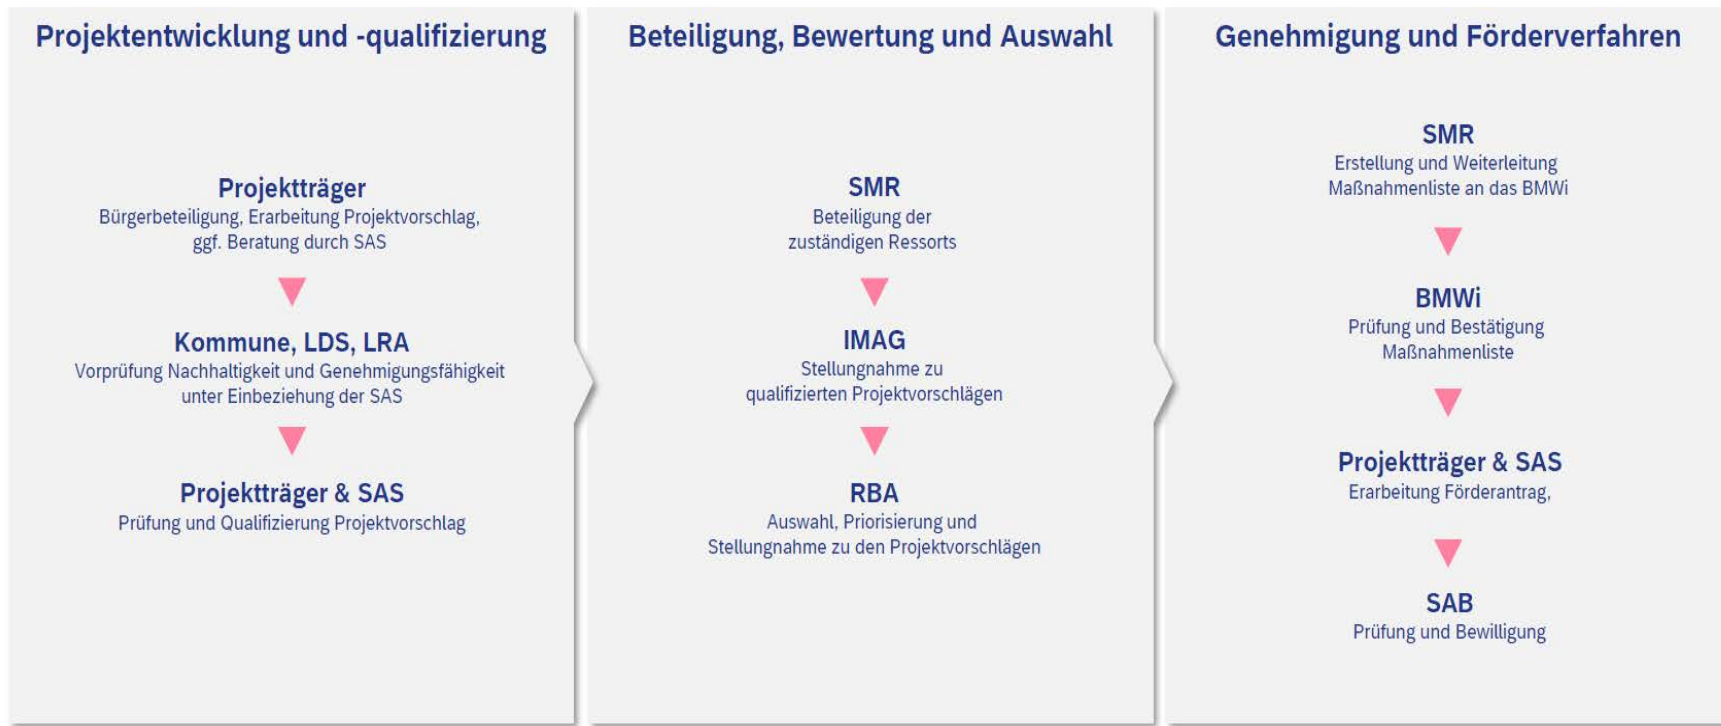 Projektentwicklung und -qualifizierung
Projektträger
Bürgerbeteiligung, Erarbeitung Projektvorschlag,
ggf. Beratung durch SAS
Kommune, LDS, LRA
Vorprüfung Nachhaltigkeit und Genehmigungsfähigkeit
unter Einbeziehung der SAS
Projektträger & SAS
Prüfung und Qualifizierung Projektvorschlag
Beteiligung, Bewertung und Auswahl
SMR
Beteiligung der
zuständigen Ressorts
IMAG
Stellungnahme zu
qualifizierten Projektvorschlägen
RBA
Auswahl, Priorisierung und
Stellungnahme zu den Projektvorschlägen
Genehmigung und Förderverfahren
SMR
Erstellung und Weiterleitung
Maßnahmenliste an das BMWi
BMWi
Prüfung und Bestätigung
Maßnahmenliste
Projektträger & SAS
Erarbeitung Förderantrag,
SAB
Prüfung und Bewilligung